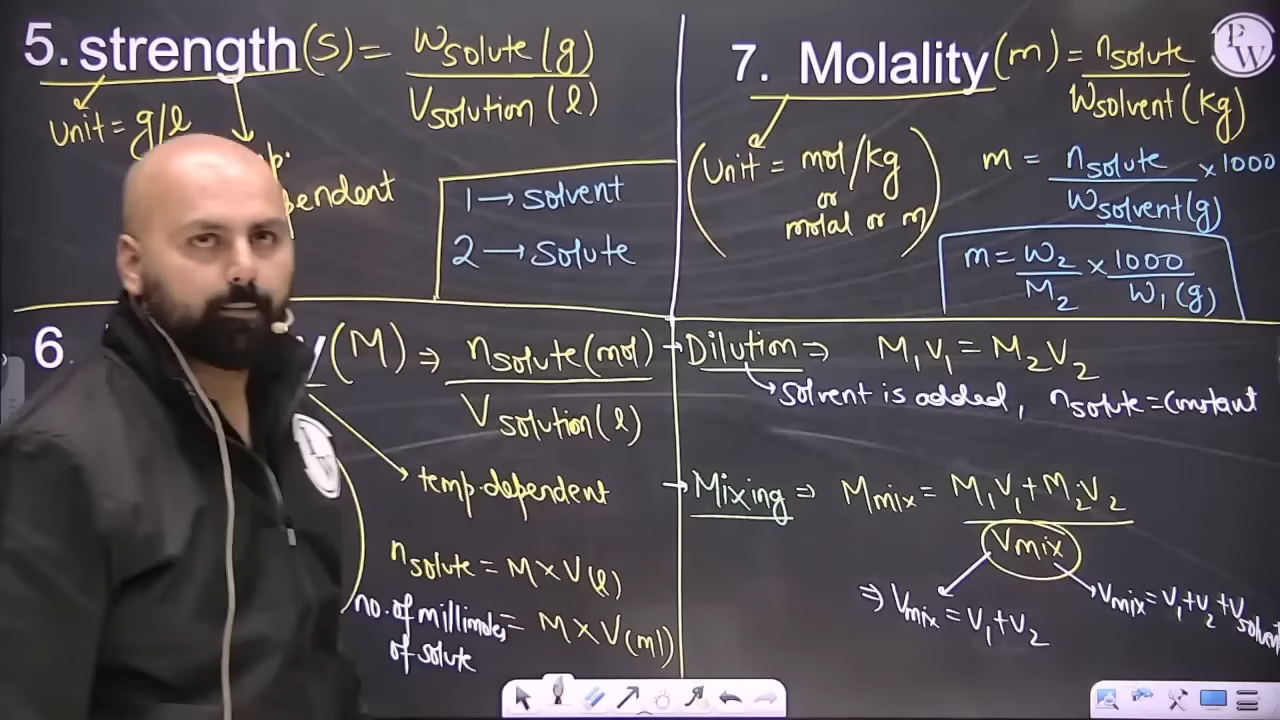 5. strength (S) = Wsolute (g)
Vsolution (l)
Unit = g/l
1 → solvent
2 → Solute
6.
(M) ⇒ nsolute (mol)
Vsolution (l)
temp. dependent
nsolute = M × V(l)
no. of millimoles of solute = M × V(ml)
7. Molality (m) = nsolute
Wsolvent (kg)
(Unit = mol/kg
or
molal or m)
m = nsolute × 1000
Wsolvent (g)
m = W2 × 1000
M2 W1 (g)
→ Dilution ⇒ M1V1 = M2V2
→ solvent is added, nsolute = Constant
→ Mixing ⇒ Mmix = M1V1 + M2V2
Vmix
⇒ Vmix = V1 + V2
Vmix = V1 + V2 + Vsolvent
PW
PW